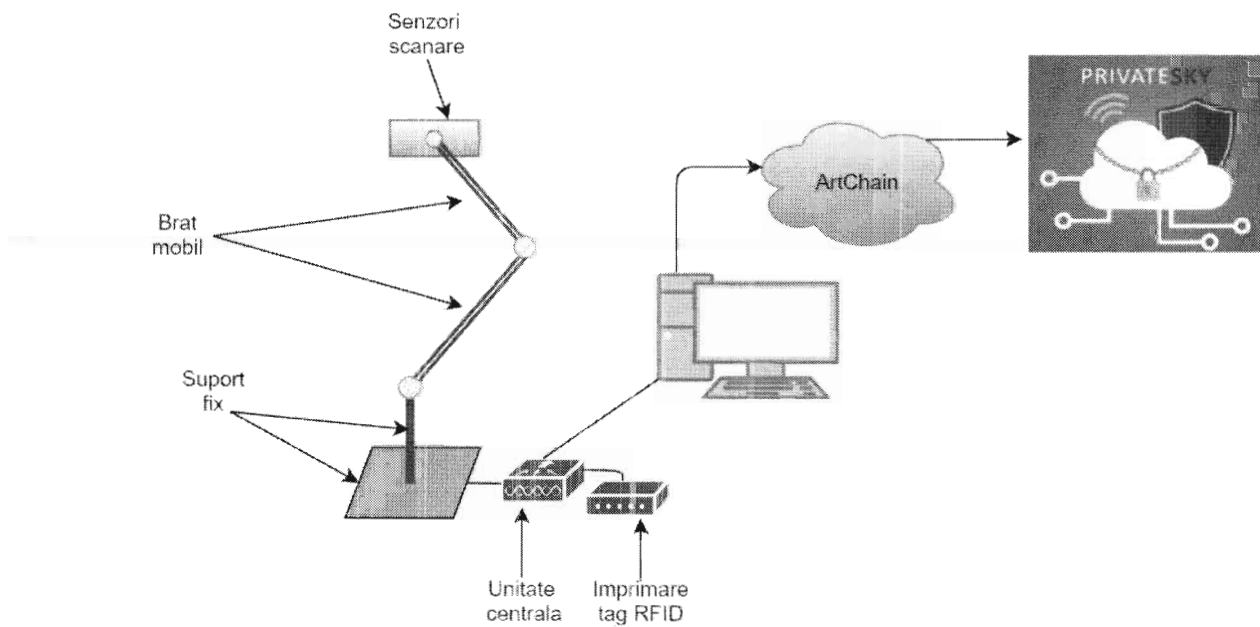 Senzori
scanare
PRIVATESKY
ArtChain
Brat
mobil
Suport
fix
Unitate
centrala
Imprimare
tag RFID